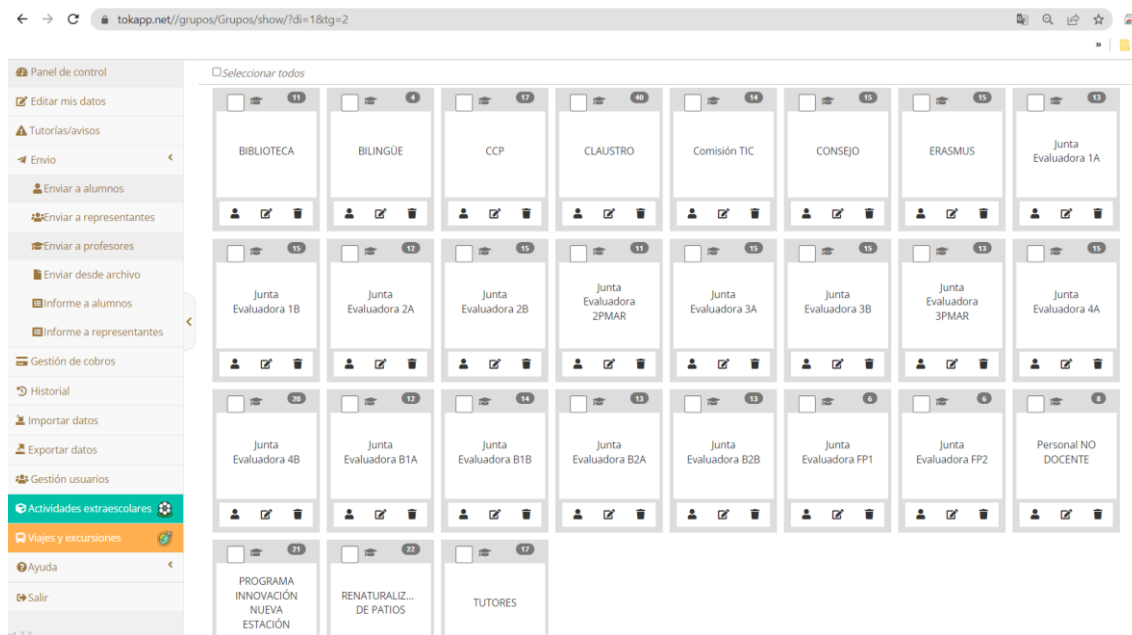 tokapp.net//grupos/Grupos/show/?di=1&tg=2
»
Panel de control
Editar mis datos
Tutorías/avisos
Envio
Enviar a alumnos
Enviar a representantes
Enviar a profesores
Enviar desde archivo
Informe a alumnos
Informe a representantes
Gestión de cobros
Historial
Importar datos
Exportar datos
Gestión usuarios
Actividades extraescolares
Viajes y excursiones
Ayuda
Salir
Seleccionar todos
11
BIBLIOTECA
4
BILINGÜE
17
CCP
40
CLAUSTRO
14
Comisión TIC
15
CONSEJO
15
ERASMUS
13
Junta
Evaluadora 1A
15
Junta
Evaluadora 1B
12
Junta
Evaluadora 2A
15
Junta
Evaluadora 2B
11
Junta
Evaluadora
2PMAR
15
Junta
Evaluadora 3A
15
Junta
Evaluadora 3B
13
Junta
Evaluadora
3PMAR
15
Junta
Evaluadora 4A
20
Junta
Evaluadora 4B
12
Junta
Evaluadora B1A
14
Junta
Evaluadora B1B
13
Junta
Evaluadora B2A
13
Junta
Evaluadora B2B
6
Junta
Evaluadora FP1
6
Junta
Evaluadora FP2
8
Personal NO
DOCENTE
21
PROGRAMA
INNOVACIÓN
NUEVA
ESTACIÓN
22
RENATURALIZ...
DE PATIOS
17
TUTORES